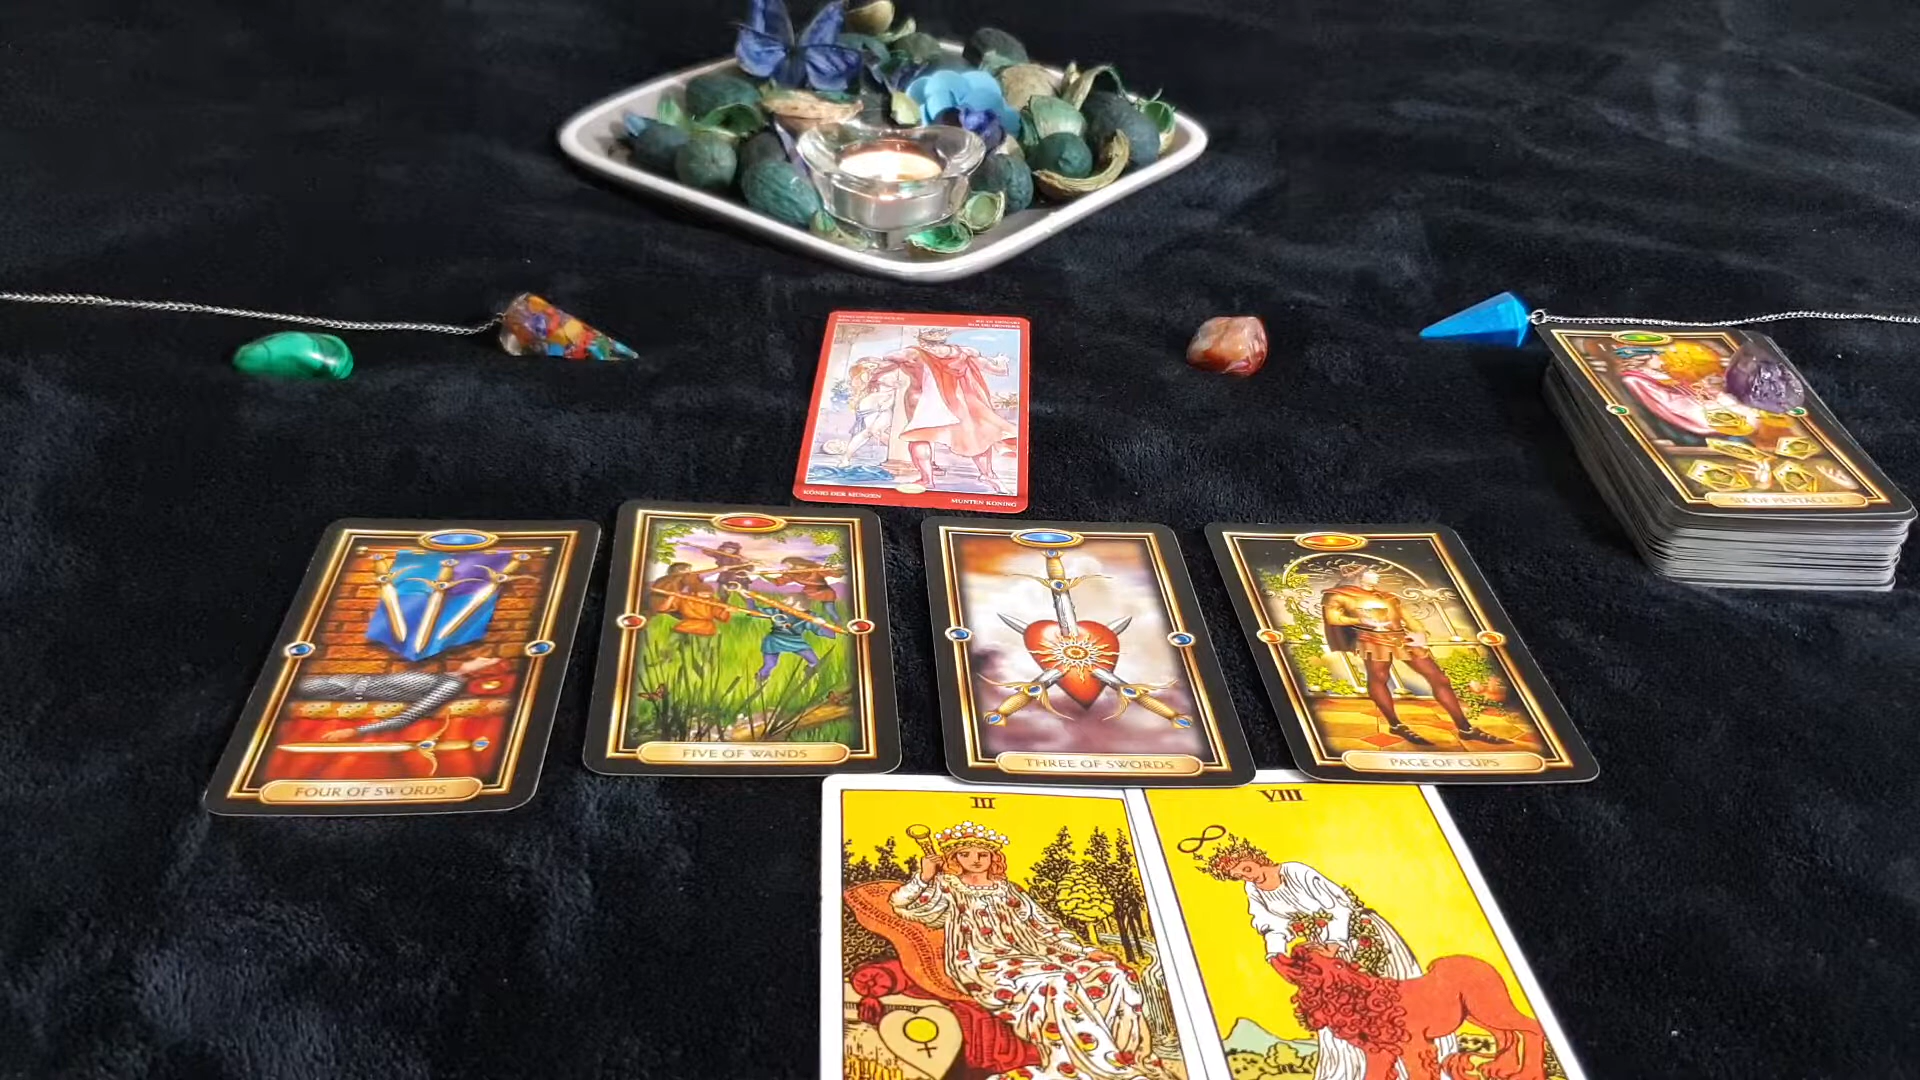 KÖNIG DER MÜNZEN
MUNTEN KONING
SIX OF PENTACLES
FOUR OF SWORDS
FIVE OF WANDS
THREE OF SWORDS
PAGE OF CUPS
III
VIII